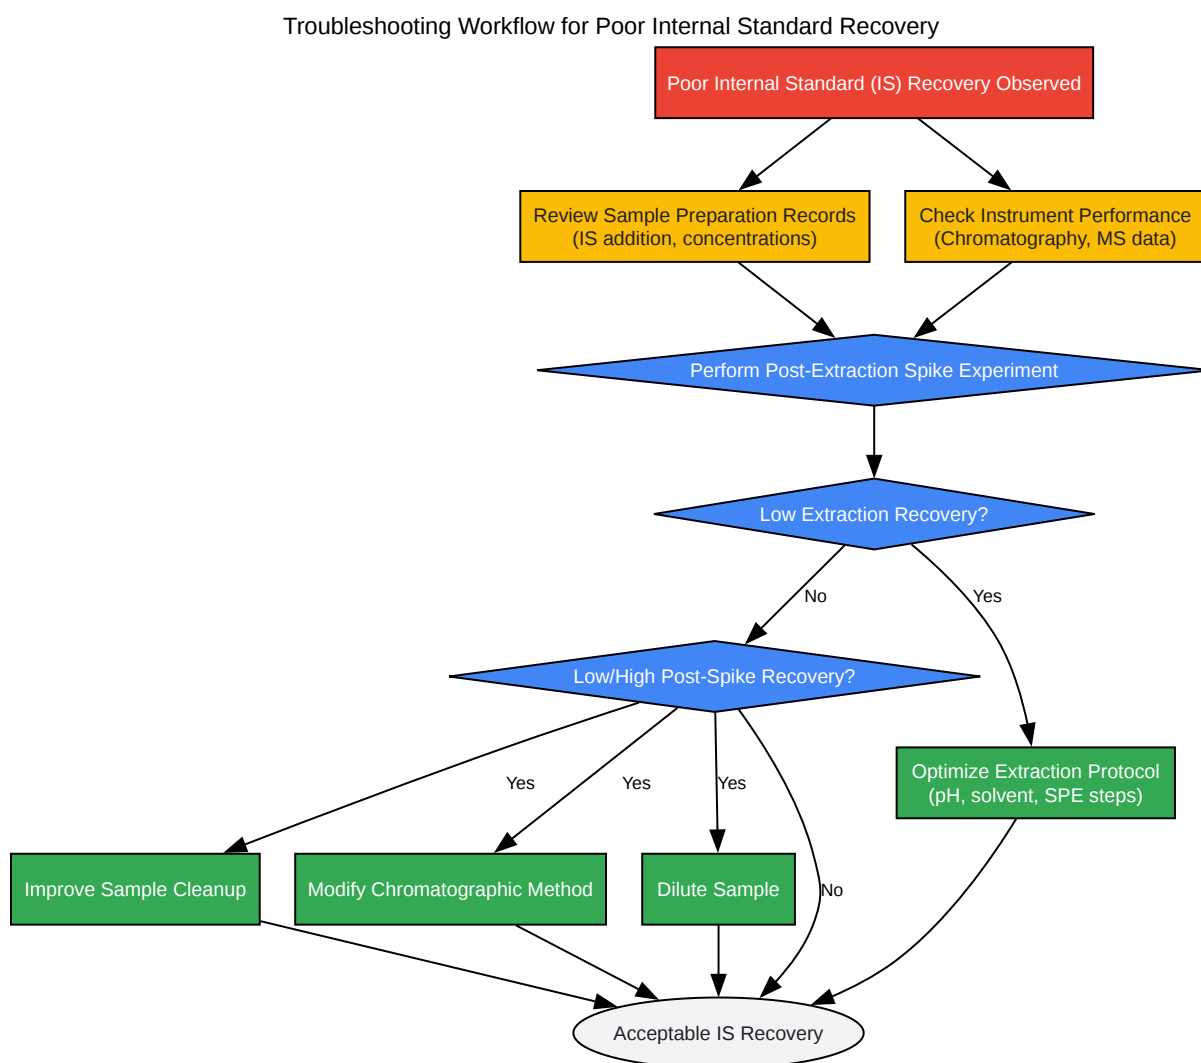 Troubleshooting Workflow for Poor Internal Standard Recovery
Poor Internal Standard (IS) Recovery Observed
Review Sample Preparation Records
(IS addition, concentrations)
Check Instrument Performance
(Chromatography, MS data)
Perform Post-Extraction Spike Experiment
Low Extraction Recovery?
No
Yes
Low/High Post-Spike Recovery?
Optimize Extraction Protocol
(pH, solvent, SPE steps)
Yes
Yes
Yes
No
Improve Sample Cleanup
Modify Chromatographic Method
Dilute Sample
Acceptable IS Recovery